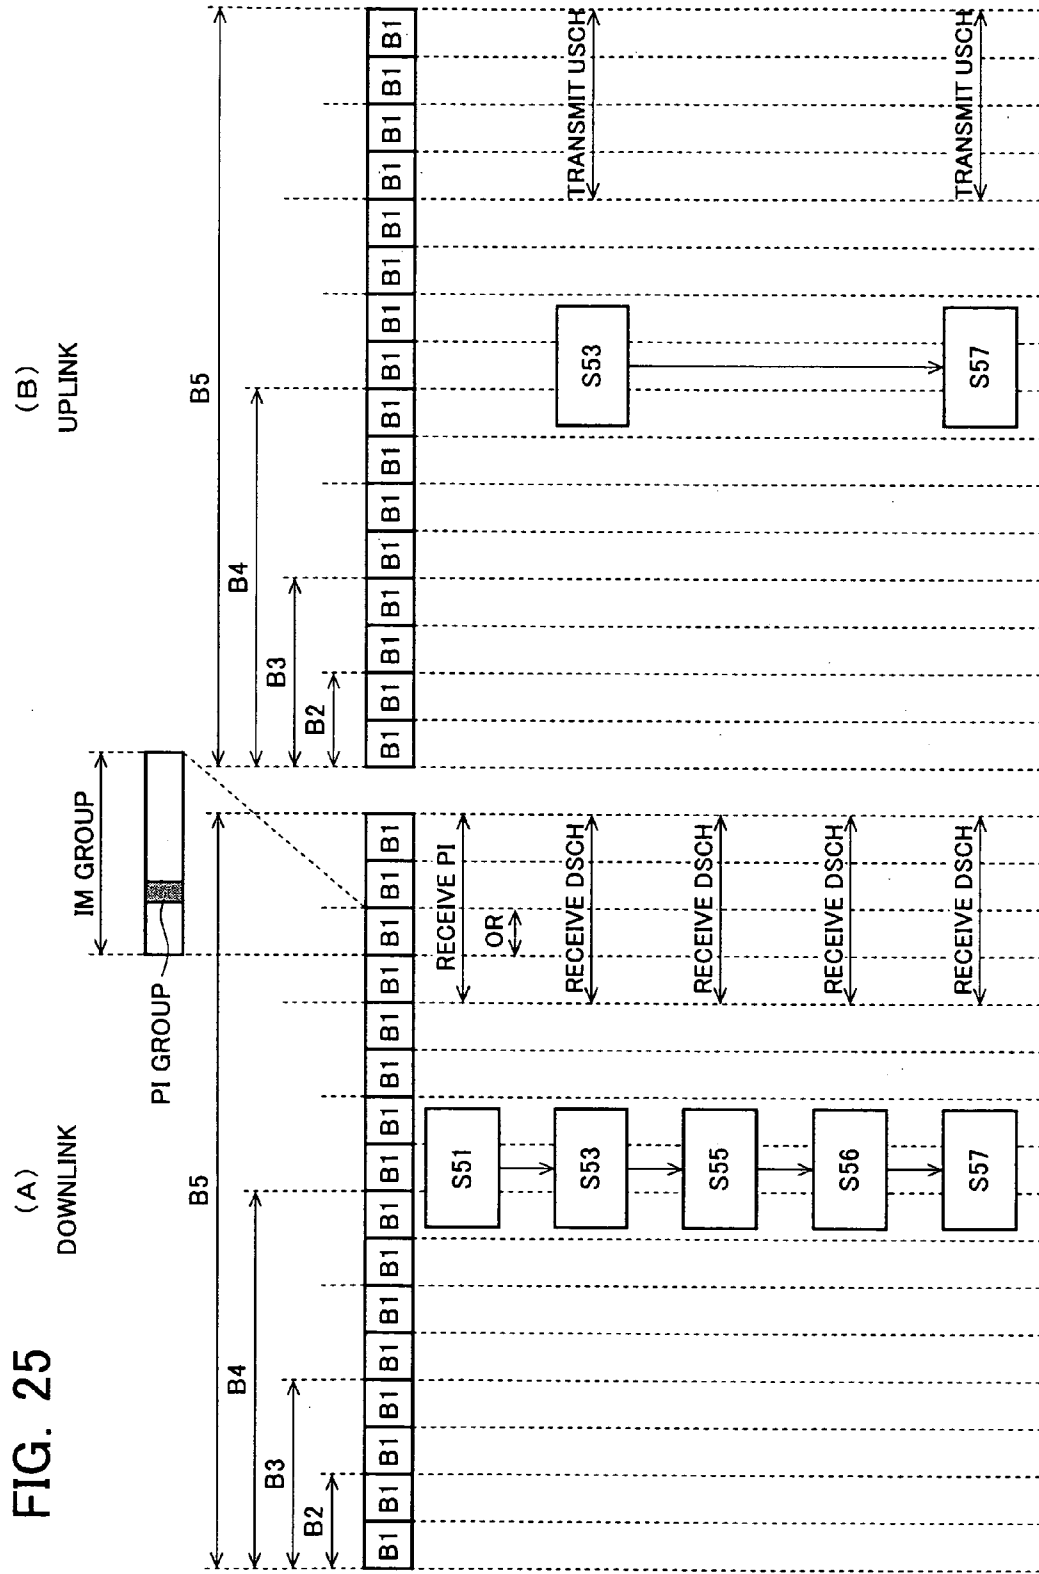 FIG. 25
(A)
DOWNLINK
(B)
UPLINK
IM GROUP
PI GROUP
B5
B4
B3
B2
B1 B1 B1 B1 B1 B1 B1 B1 B1 B1 B1 B1 B1 B1 B1 B1
S51
RECEIVE PI
OR
S53
RECEIVE DSCH
S55
RECEIVE DSCH
S56
RECEIVE DSCH
S57
RECEIVE DSCH
B5
B4
B3
B2
B1 B1 B1 B1 B1 B1 B1 B1 B1 B1 B1 B1 B1 B1 B1 B1
S53
TRANSMIT USCH
S57
TRANSMIT USCH